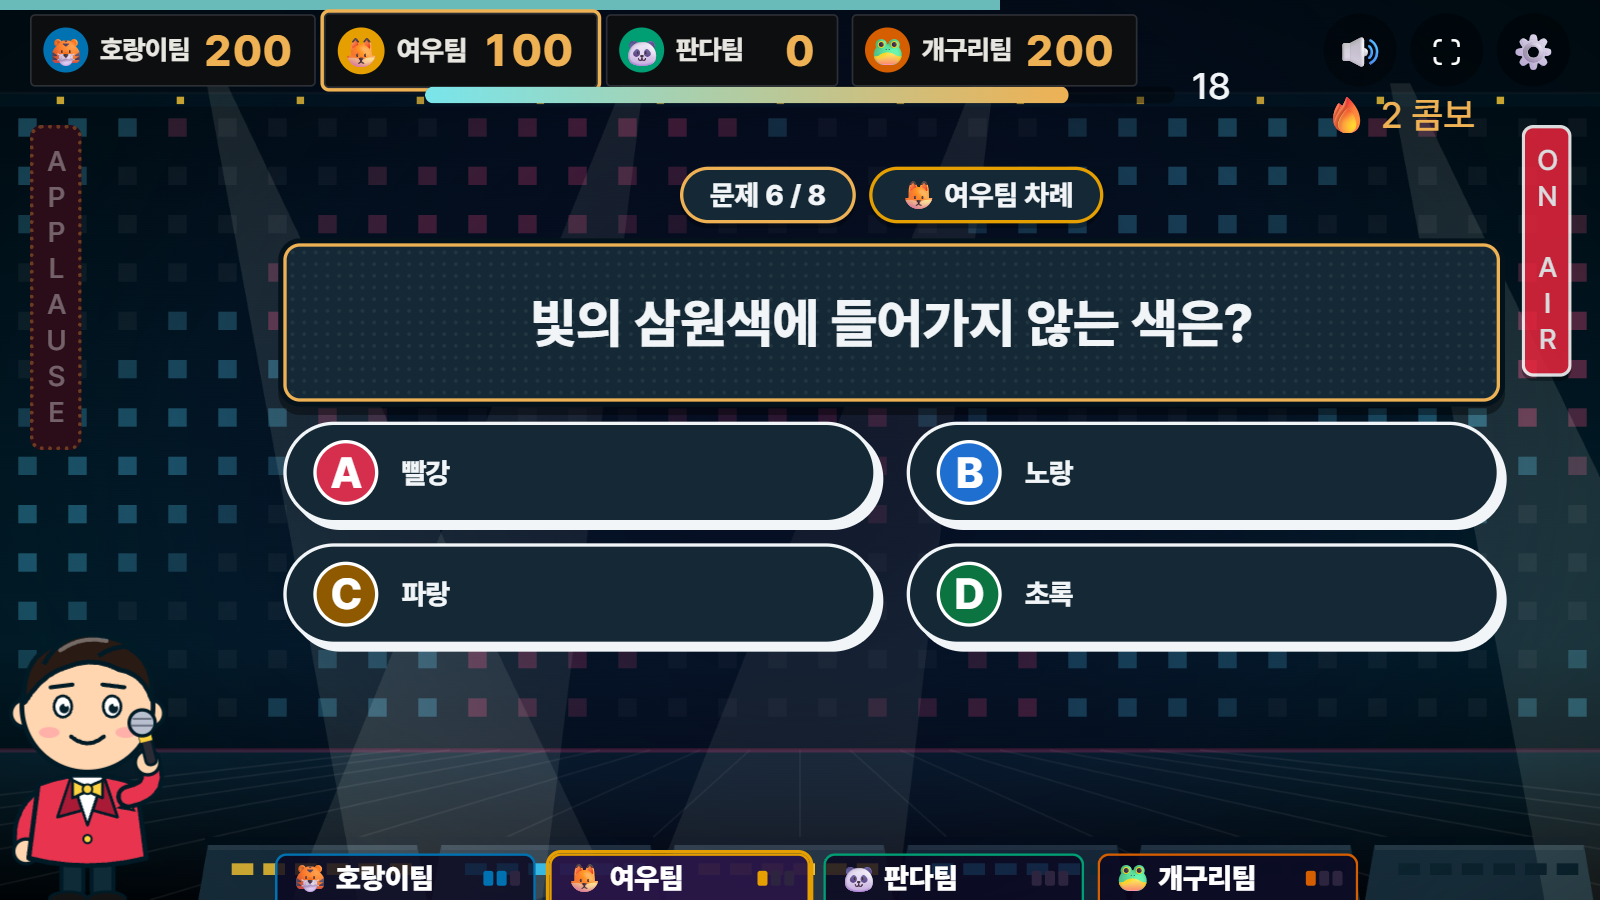 호랑이팀 200
여우팀 100
판다팀 0
개구리팀 200
18
2 콤보
APPLAUSE
ON AIR
문제 6 / 8
여우팀 차례
빛의 삼원색에 들어가지 않는 색은?
A 빨강
B 노랑
C 파랑
D 초록
호랑이팀
여우팀
판다팀
개구리팀